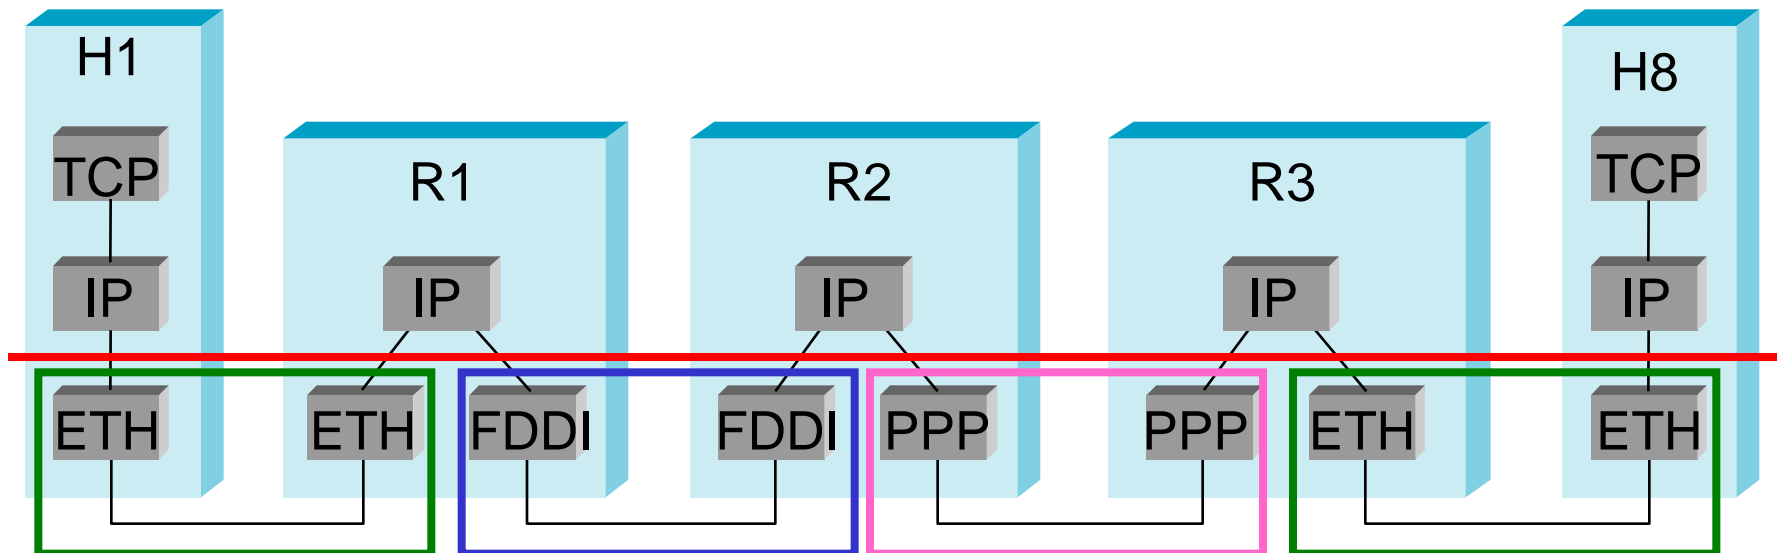 H1
TCP
IP
ETH
R1
IP
ETH
FDDI
R2
IP
FDDI
PPP
R3
IP
PPP
ETH
H8
TCP
IP
ETH